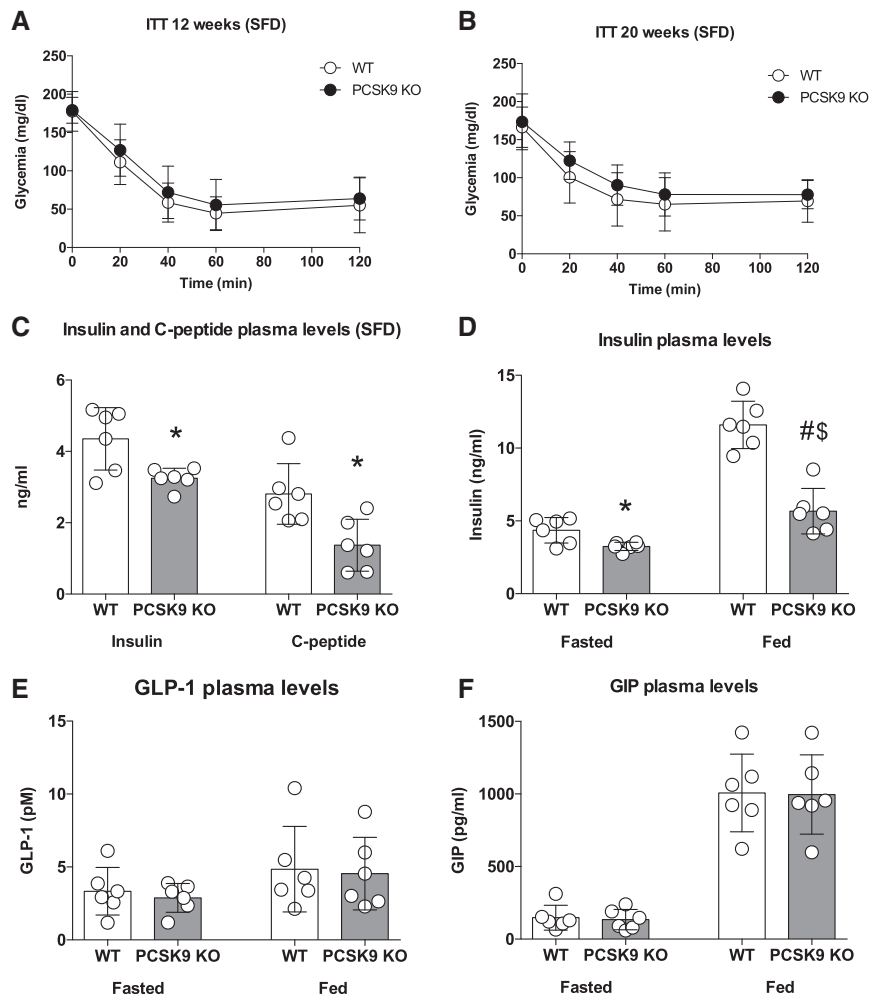 A
ITT 12 weeks (SFD)
Glycemia (mg/dl)
250
200
150
100
50
0
0 20 40 60 80 100 120
Time (min)
WT
PCSK9 KO
B
ITT 20 weeks (SFD)
Glycemia (mg/dl)
250
200
150
100
50
0
0 20 40 60 80 100 120
Time (min)
WT
PCSK9 KO
C
Insulin and C-peptide plasma levels (SFD)
ng/ml
6
4
2
0
*
*
WT PCSK9 KO WT PCSK9 KO
Insulin C-peptide
D
Insulin plasma levels
Insulin (ng/ml)
15
10
5
0
*
#$
WT PCSK9 KO WT PCSK9 KO
Fasted Fed
E
GLP-1 plasma levels
GLP-1 (pM)
15
10
5
0
WT PCSK9 KO WT PCSK9 KO
Fasted Fed
F
GIP plasma levels
GIP (pg/ml)
1500
1000
500
0
WT PCSK9 KO WT PCSK9 KO
Fasted Fed